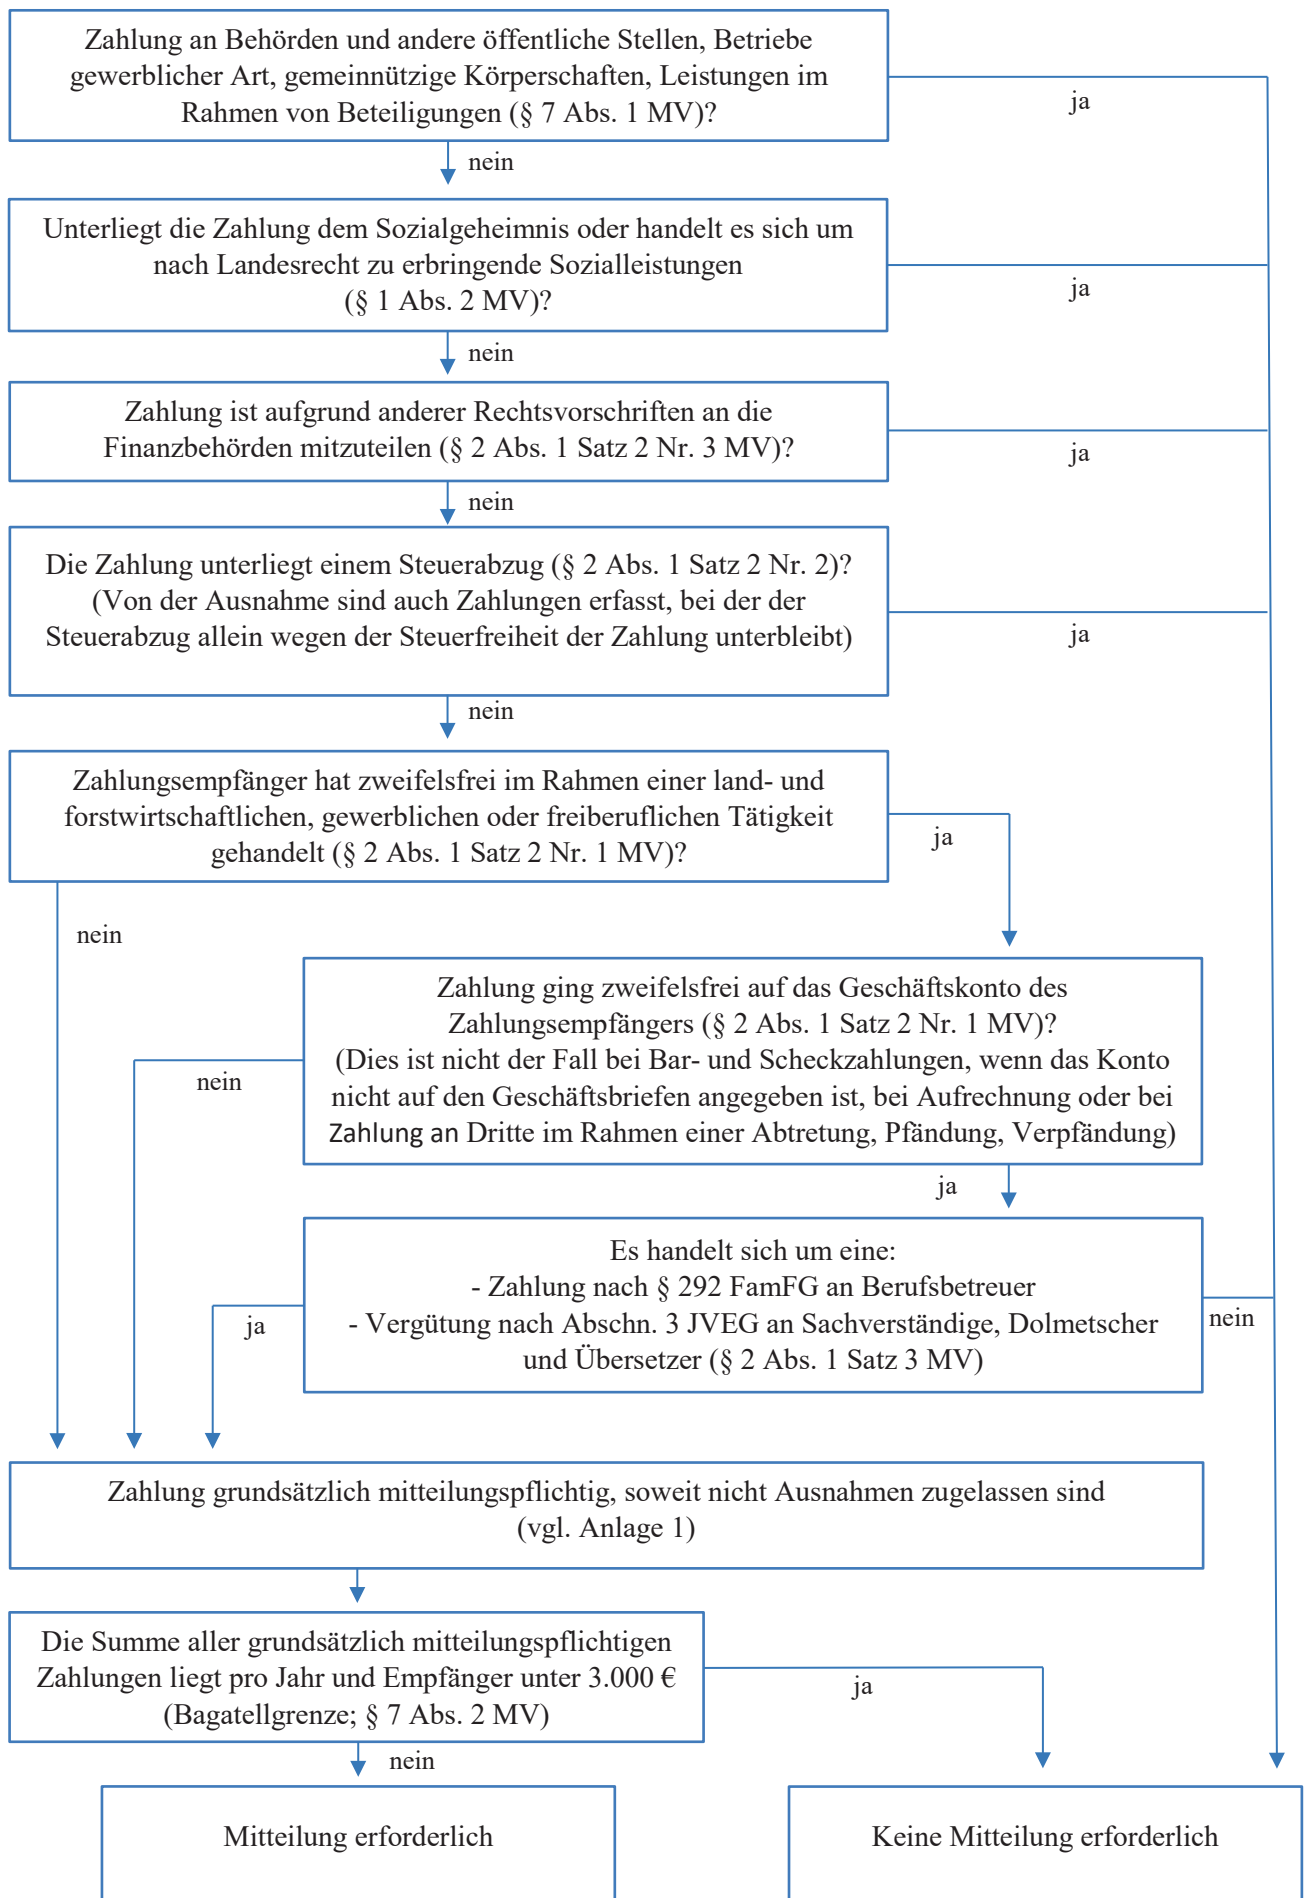 Zahlung an Behörden und andere öffentliche Stellen, Betriebe
gewerblicher Art, gemeinnützige Körperschaften, Leistungen im
Rahmen von Beteiligungen (§ 7 Abs. 1 MV)?
ja
nein
Unterliegt die Zahlung dem Sozialgeheimnis oder handelt es sich um
nach Landesrecht zu erbringende Sozialleistungen
(§ 1 Abs. 2 MV)?
ja
nein
Zahlung ist aufgrund anderer Rechtsvorschriften an die
Finanzbehörden mitzuteilen (§ 2 Abs. 1 Satz 2 Nr. 3 MV)?
ja
nein
Die Zahlung unterliegt einem Steuerabzug (§ 2 Abs. 1 Satz 2 Nr. 2)?
(Von der Ausnahme sind auch Zahlungen erfasst, bei der der
Steuerabzug allein wegen der Steuerfreiheit der Zahlung unterbleibt)
ja
nein
Zahlungsempfänger hat zweifelsfrei im Rahmen einer land- und
forstwirtschaftlichen, gewerblichen oder freiberuflichen Tätigkeit
gehandelt (§ 2 Abs. 1 Satz 2 Nr. 1 MV)?
ja
nein
Zahlung ging zweifelsfrei auf das Geschäftskonto des
Zahlungsempfängers (§ 2 Abs. 1 Satz 2 Nr. 1 MV)?
(Dies ist nicht der Fall bei Bar- und Scheckzahlungen, wenn das Konto
nicht auf den Geschäftsbriefen angegeben ist, bei Aufrechnung oder bei
Zahlung an Dritte im Rahmen einer Abtretung, Pfändung, Verpfändung)
nein
ja
Es handelt sich um eine:
- Zahlung nach § 292 FamFG an Berufsbetreuer
- Vergütung nach Abschn. 3 JVEG an Sachverständige, Dolmetscher
und Übersetzer (§ 2 Abs. 1 Satz 3 MV)
ja
nein
Zahlung grundsätzlich mitteilungspflichtig, soweit nicht Ausnahmen zugelassen sind
(vgl. Anlage 1)
Die Summe aller grundsätzlich mitteilungspflichtigen
Zahlungen liegt pro Jahr und Empfänger unter 3.000 €
(Bagatellgrenze; § 7 Abs. 2 MV)
ja
nein
Mitteilung erforderlich
Keine Mitteilung erforderlich